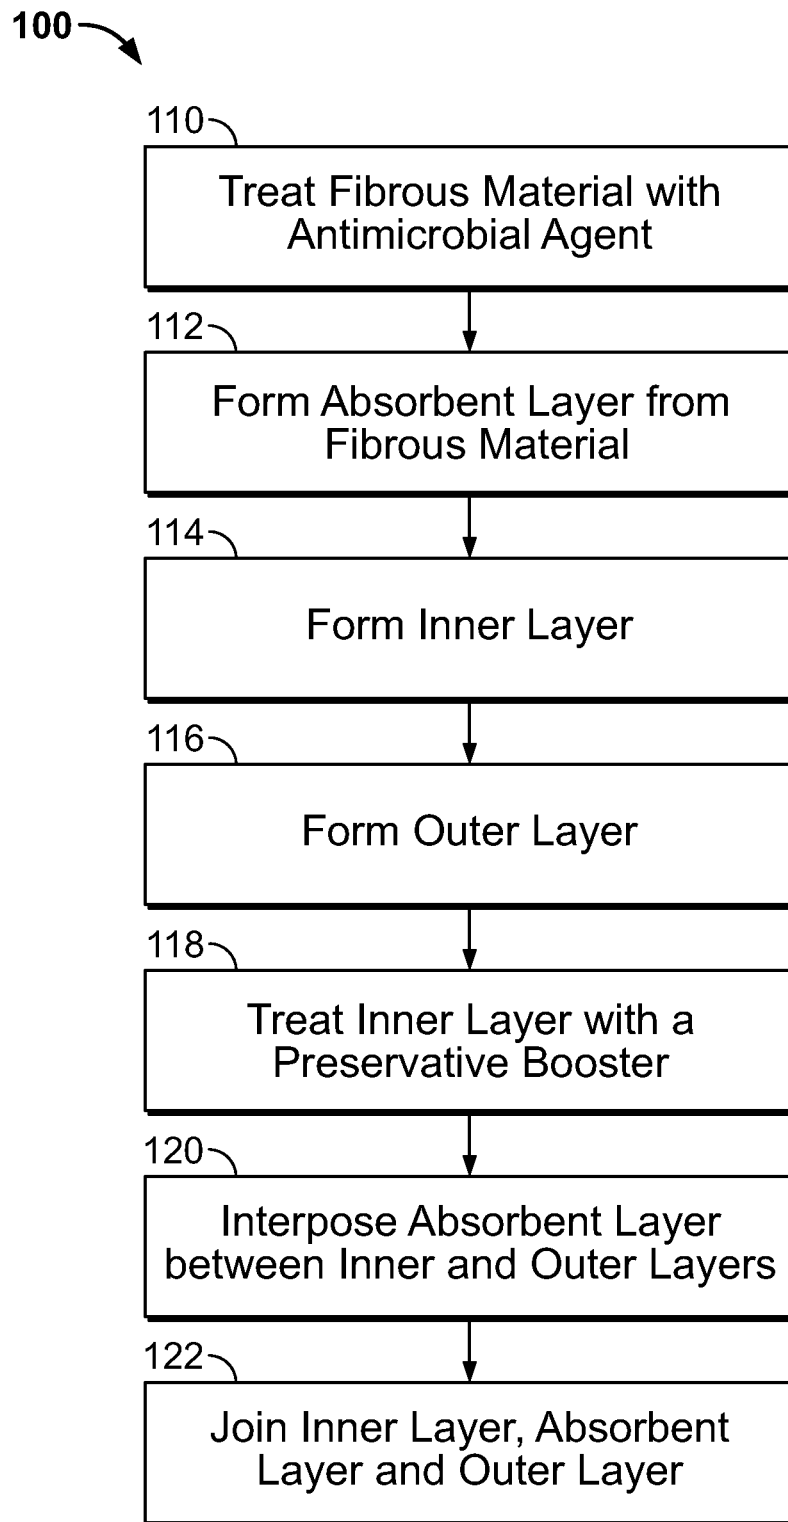 100
110
Treat Fibrous Material with
Antimicrobial Agent
112
Form Absorbent Layer from
Fibrous Material
114
Form Inner Layer
116
Form Outer Layer
118
Treat Inner Layer with a
Preservative Booster
120
Interpose Absorbent Layer
between Inner and Outer Layers
122
Join Inner Layer, Absorbent
Layer and Outer Layer